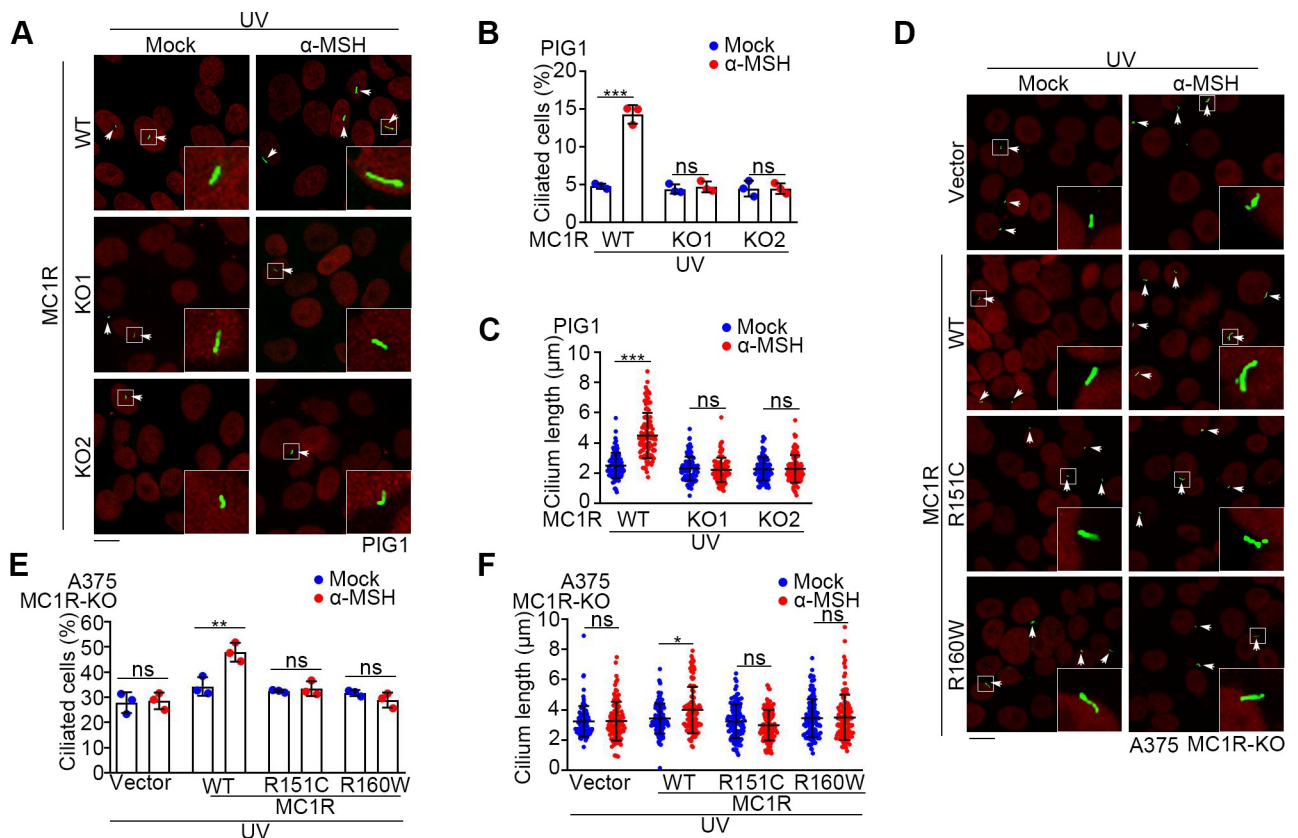 A
UV
Mock
α-MSH
MC1R
WT
KO1
KO2
PIG1
B
PIG1
Mock
α-MSH
Ciliated cells (%)
20
15
10
5
0
***
ns
ns
MC1R
WT
KO1
KO2
UV
C
PIG1
Mock
α-MSH
Cilium length (μm)
10
8
6
4
2
0
***
ns
ns
MC1R
WT
KO1
KO2
UV
D
UV
Mock
α-MSH
Vector
WT
MC1R
R151C
R160W
A375 MC1R-KO
E
A375
MC1R-KO
Mock
α-MSH
Ciliated cells (%)
60
50
40
30
20
10
0
ns
**
ns
ns
Vector
WT
R151C
R160W
MC1R
UV
F
A375
MC1R-KO
Mock
α-MSH
Cilium length (μm)
10
8
6
4
2
0
ns
*
ns
ns
Vector
WT
R151C
R160W
MC1R
UV